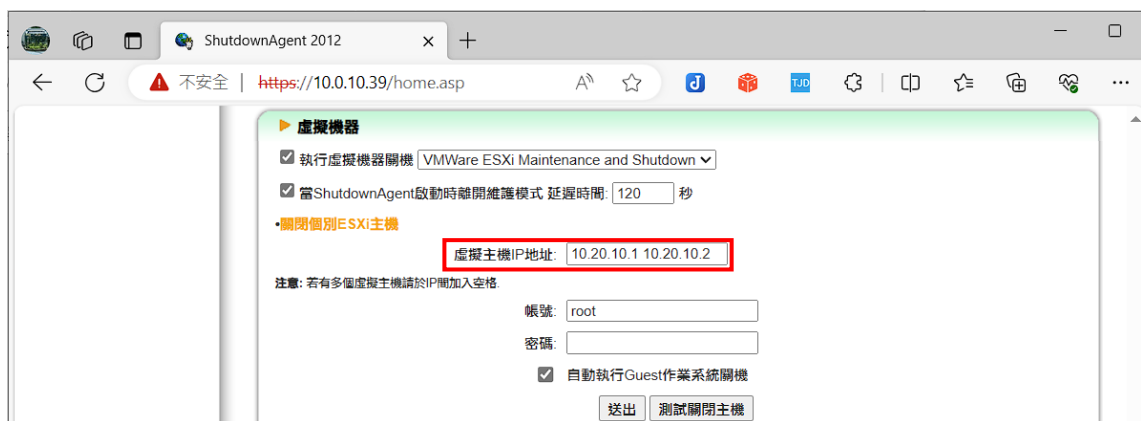 ShutdownAgent 2012
不安全 | https://10.0.10.39/home.asp
虛擬機器
執行虛擬機器關機 VMWare ESXi Maintenance and Shutdown
當ShutdownAgent啟動時離開維護模式 延遲時間: 120 秒
•關閉個別ESXi主機
虛擬主機IP地址: 10.20.10.1 10.20.10.2
注意: 若有多個虛擬主機請於IP間加入空格.
帳號: root
密碼:
自動執行Guest作業系統關機
送出 測試關閉主機